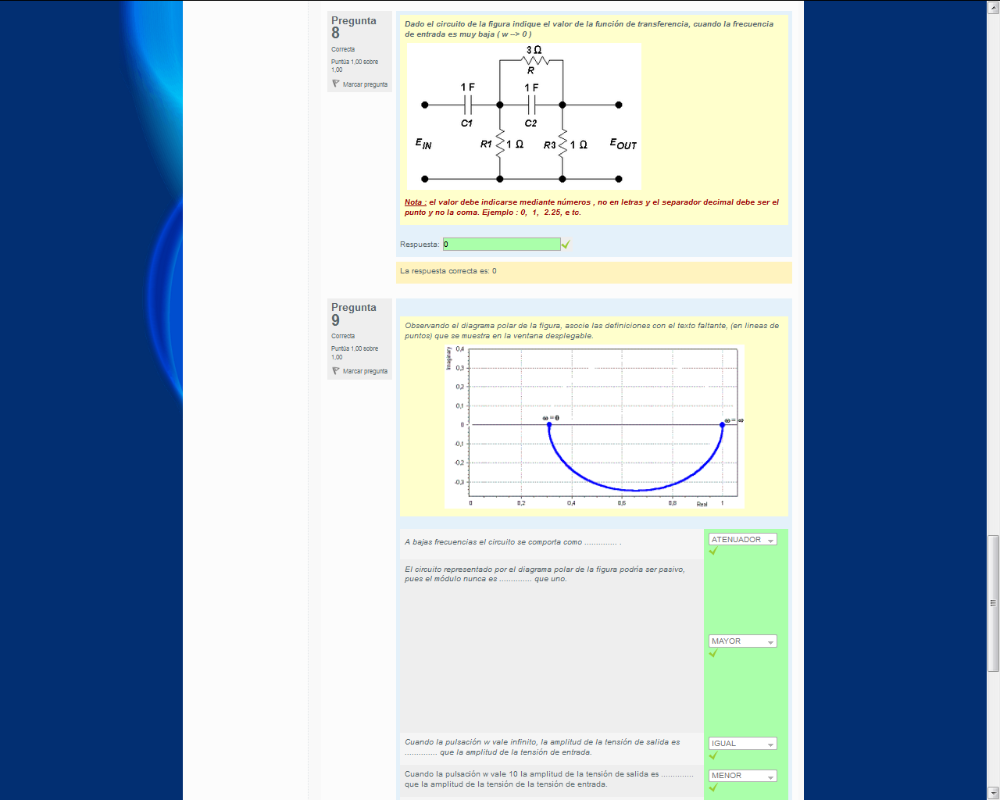 Pregunta
8
Correcta
Puntúa 1,00 sobre
1,00
Marcar pregunta
Dado el circuito de la figura indique el valor de la función de transferencia, cuando la frecuencia
de entrada es muy baja ( w --> 0 )
3 Ω
R
1 F
1 F
C1
C2
E IN
R1
1 Ω
R3
1 Ω
E OUT
Nota : el valor debe indicarse mediante números , no en letras y el separador decimal debe ser el
punto y no la coma. Ejemplo : 0, 1, 2.25, e tc.
Respuesta: 0
La respuesta correcta es: 0
Pregunta
9
Correcta
Puntúa 1,00 sobre
1,00
Marcar pregunta
Observando el diagrama polar de la figura, asocie las definiciones con el texto faltante, (en lineas de
puntos) que se muestra en la ventana desplegable.
Imaginary
0,4
0,3
0,2
0,1
0
-0,1
-0,2
-0,3
ω = 0
ω = ∞
0
0,2
0,4
0,6
0,8
Real
1
A bajas frecuencias el circuito se comporta como .............. .
ATENUADOR
El circuito representado por el diagrama polar de la figura podría ser pasivo,
pues el módulo nunca es .............. que uno.
MAYOR
Cuando la pulsación w vale infinito, la amplitud de la tensión de salida es
.............. que la amplitud de la tensión de entrada.
IGUAL
Cuando la pulsación w vale 10 la amplitud de la tensión de salida es ..............
que la amplitud de la tensión de la tensión de entrada.
MENOR